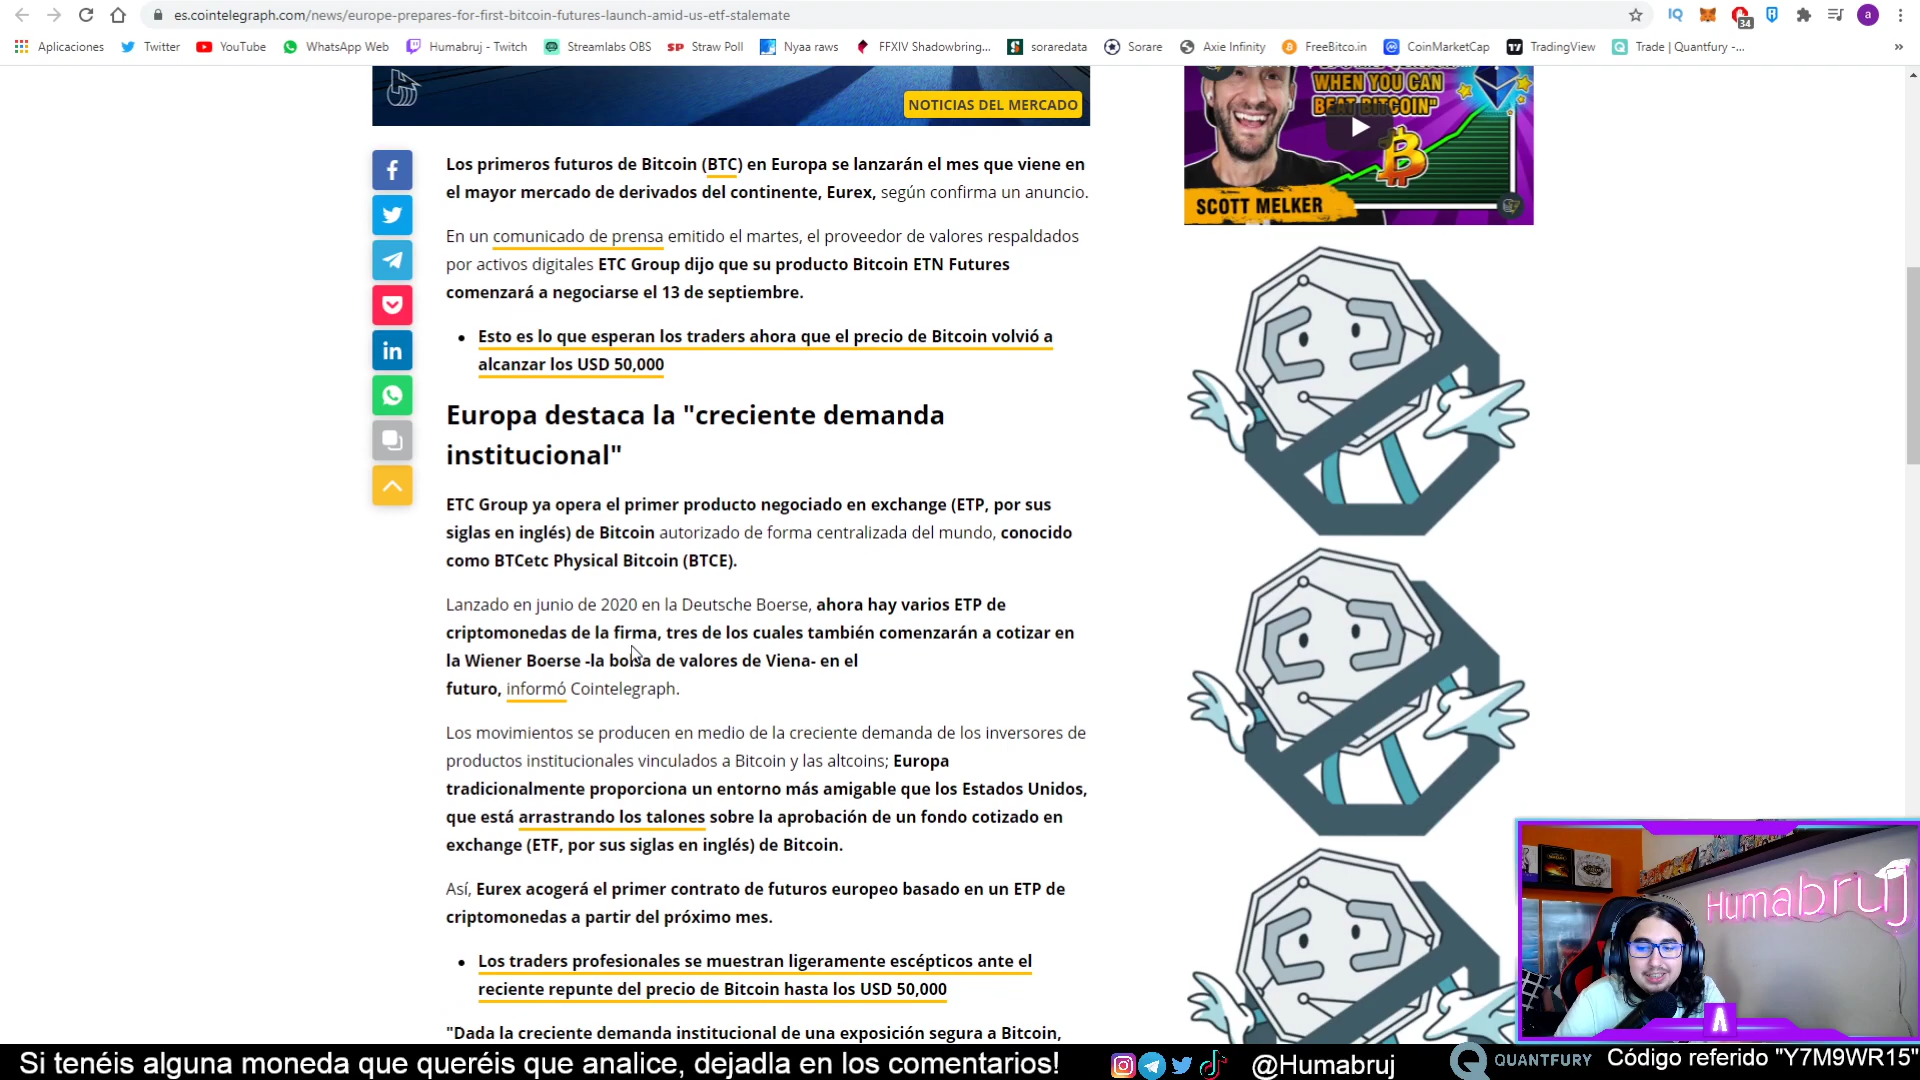 es.cointelegraph.com/news/europe-prepares-for-first-bitcoin-futures-launch-amid-us-etf-stalemate
IQ
34
a
Aplicaciones
Twitter
YouTube
WhatsApp Web
Humabruj - Twitch
Streamlabs OBS
SP Straw Poll
Nyaa raws
FFXIV Shadowbring...
soraredata
Sorare
Axie Infinity
FreeBitco.in
CoinMarketCap
TradingView
Trade | Quantfury -...
»
NOTICIAS DEL MERCADO
WHEN YOU CAN
BEAT BITCOIN"
SCOTT MELKER
Los primeros futuros de Bitcoin (BTC) en Europa se lanzarán el mes que viene en
el mayor mercado de derivados del continente, Eurex, según confirma un anuncio.
En un comunicado de prensa emitido el martes, el proveedor de valores respaldados
por activos digitales ETC Group dijo que su producto Bitcoin ETN Futures
comenzará a negociarse el 13 de septiembre.
• Esto es lo que esperan los traders ahora que el precio de Bitcoin volvió a
alcanzar los USD 50,000
Europa destaca la "creciente demanda
institucional"
ETC Group ya opera el primer producto negociado en exchange (ETP, por sus
siglas en inglés) de Bitcoin autorizado de forma centralizada del mundo, conocido
como BTCetc Physical Bitcoin (BTCE).
Lanzado en junio de 2020 en la Deutsche Boerse, ahora hay varios ETP de
criptomonedas de la firma, tres de los cuales también comenzarán a cotizar en
la Wiener Boerse -la bolsa de valores de Viena- en el
futuro, informó Cointelegraph.
Los movimientos se producen en medio de la creciente demanda de los inversores de
productos institucionales vinculados a Bitcoin y las altcoins; Europa
tradicionalmente proporciona un entorno más amigable que los Estados Unidos,
que está arrastrando los talones sobre la aprobación de un fondo cotizado en
exchange (ETF, por sus siglas en inglés) de Bitcoin.
Así, Eurex acogerá el primer contrato de futuros europeo basado en un ETP de
criptomonedas a partir del próximo mes.
• Los traders profesionales se muestran ligeramente escépticos ante el
reciente repunte del precio de Bitcoin hasta los USD 50,000
"Dada la creciente demanda institucional de una exposición segura a Bitcoin,
Humabruj
Si tenéis alguna moneda que queréis que analice, dejadla en los comentarios!
@Humabruj
QUANTFURY
Código referido "Y7M9WR15"